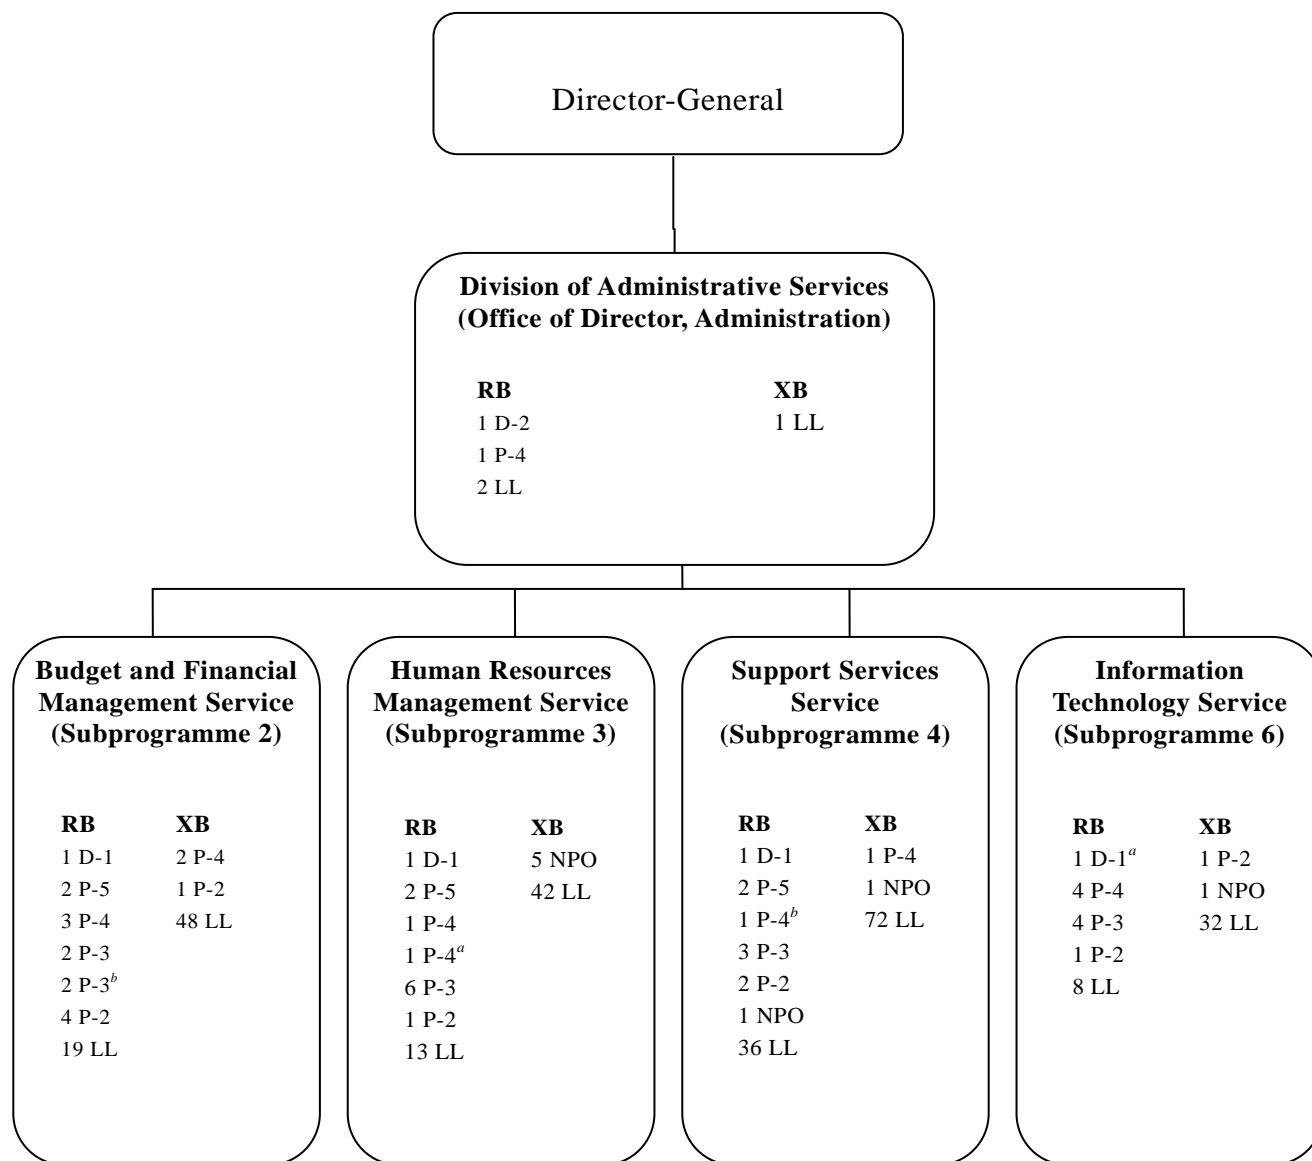 Director-General
Division of Administrative Services
(Office of Director, Administration)
RB
1 D-2
1 P-4
2 LL
XB
1 LL
Budget and Financial
Management Service
(Subprogramme 2)
RB
1 D-1
2 P-5
3 P-4
2 P-3
2 P-3b
4 P-2
19 LL
XB
2 P-4
1 P-2
48 LL
Human Resources
Management Service
(Subprogramme 3)
RB
1 D-1
2 P-5
1 P-4
1 P-4a
6 P-3
1 P-2
13 LL
XB
5 NPO
42 LL
Support Services
Service
(Subprogramme 4)
RB
1 D-1
2 P-5
1 P-4b
3 P-3
2 P-2
1 NPO
36 LL
XB
1 P-4
1 NPO
72 LL
Information
Technology Service
(Subprogramme 6)
RB
1 D-1a
4 P-4
4 P-3
1 P-2
8 LL
XB
1 P-2
1 NPO
32 LL